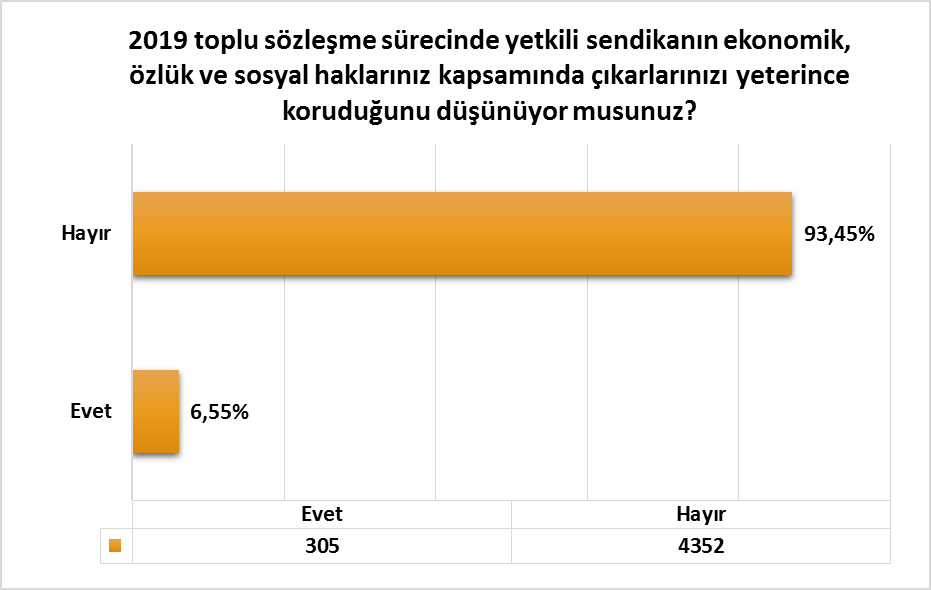 2019 toplu sözleşme sürecinde yetkili sendikanın ekonomik,
özlük ve sosyal haklarınız kapsamında çıkarlarınızı yeterince
koruduğunu düşünüyor musunuz?
Hayır
93,45%
Evet
6,55%
Evet Hayır
305 4352